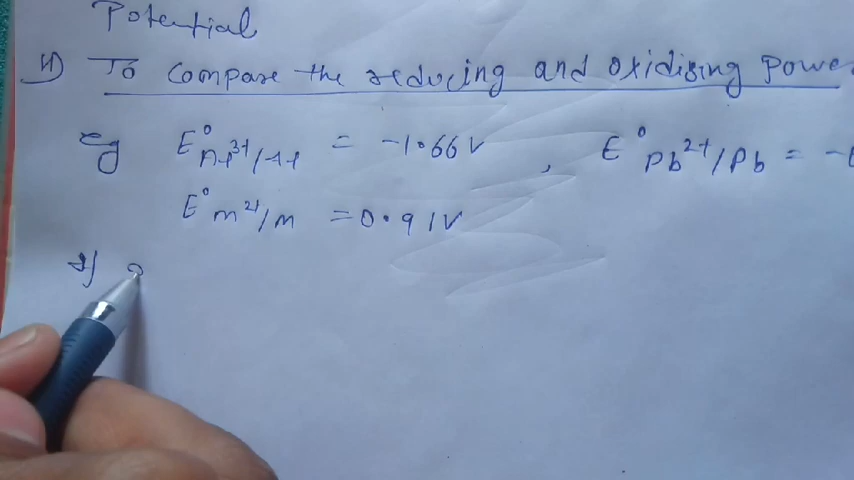 Potential
4) To compare the reducing and oxidising Powe
eg E° Al³⁺/Al = -1.66 V , E° Pb²⁺/Pb = -
E° m²⁺/m = 0.91V